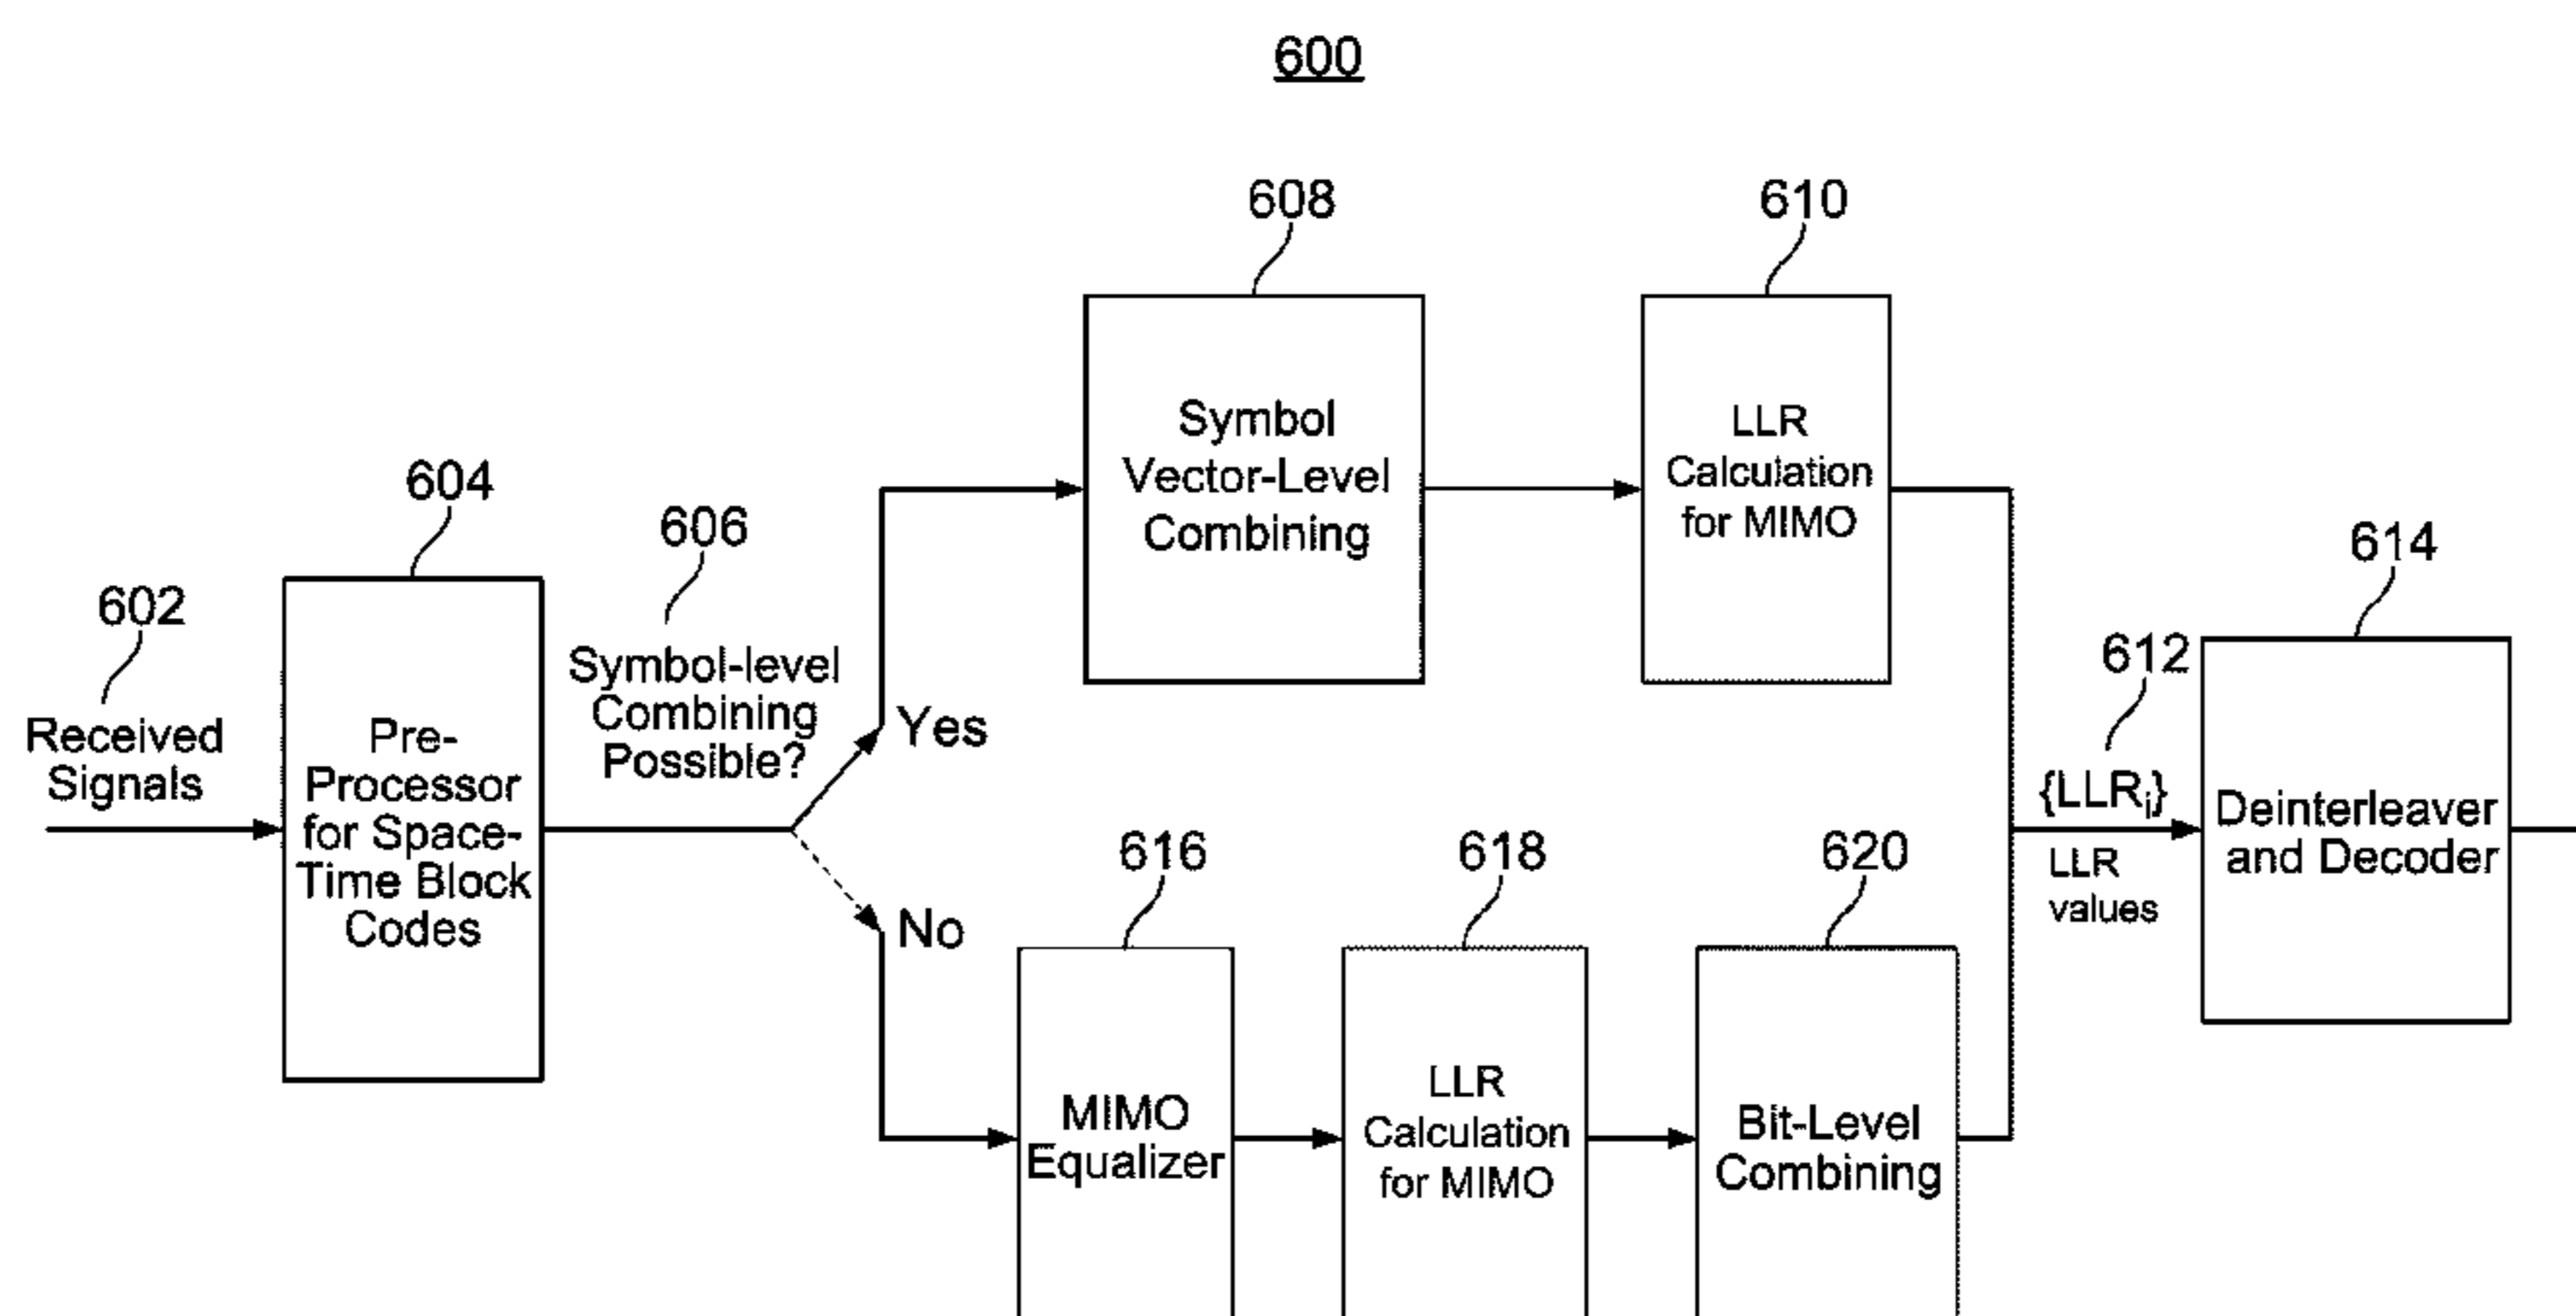 600
602
Received
Signals
604
Pre-
Processor
for Space-
Time Block
Codes
606
Symbol-level
Combining
Possible?
Yes
No
608
Symbol
Vector-Level
Combining
610
LLR
Calculation
for MIMO
616
MIMO
Equalizer
618
LLR
Calculation
for MIMO
620
Bit-Level
Combining
612
{LLRi}
LLR
values
614
Deinterleaver
and Decoder